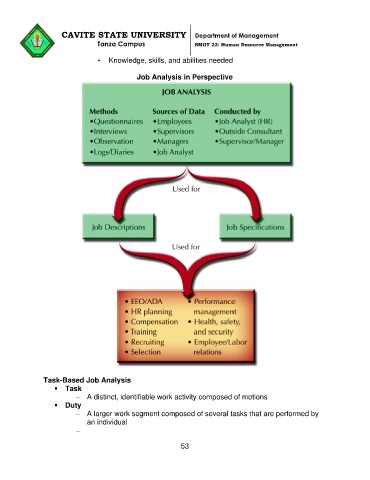 CAVITE STATE UNIVERSITY
Tanza Campus
Department of Management
BMGT 23: Human Resource Management
• Knowledge, skills, and abilities needed
Job Analysis in Perspective
JOB ANALYSIS
Methods Sources of Data Conducted by
•Questionnaires •Employees •Job Analyst (HR)
•Interviews •Supervisors •Outside Consultant
•Observation •Managers •Supervisor/Manager
•Logs/Diaries •Job Analyst
Used for
Job Descriptions Job Specifications
Used for
• EEO/ADA
• HR planning
• Compensation
• Training
• Recruiting
• Selection
• Performance
management
• Health, safety,
and security
• Employee/Labor
relations
Task-Based Job Analysis
▪ Task
– A distinct, identifiable work activity composed of motions
▪ Duty
– A larger work segment composed of several tasks that are performed by
an individual
–
53